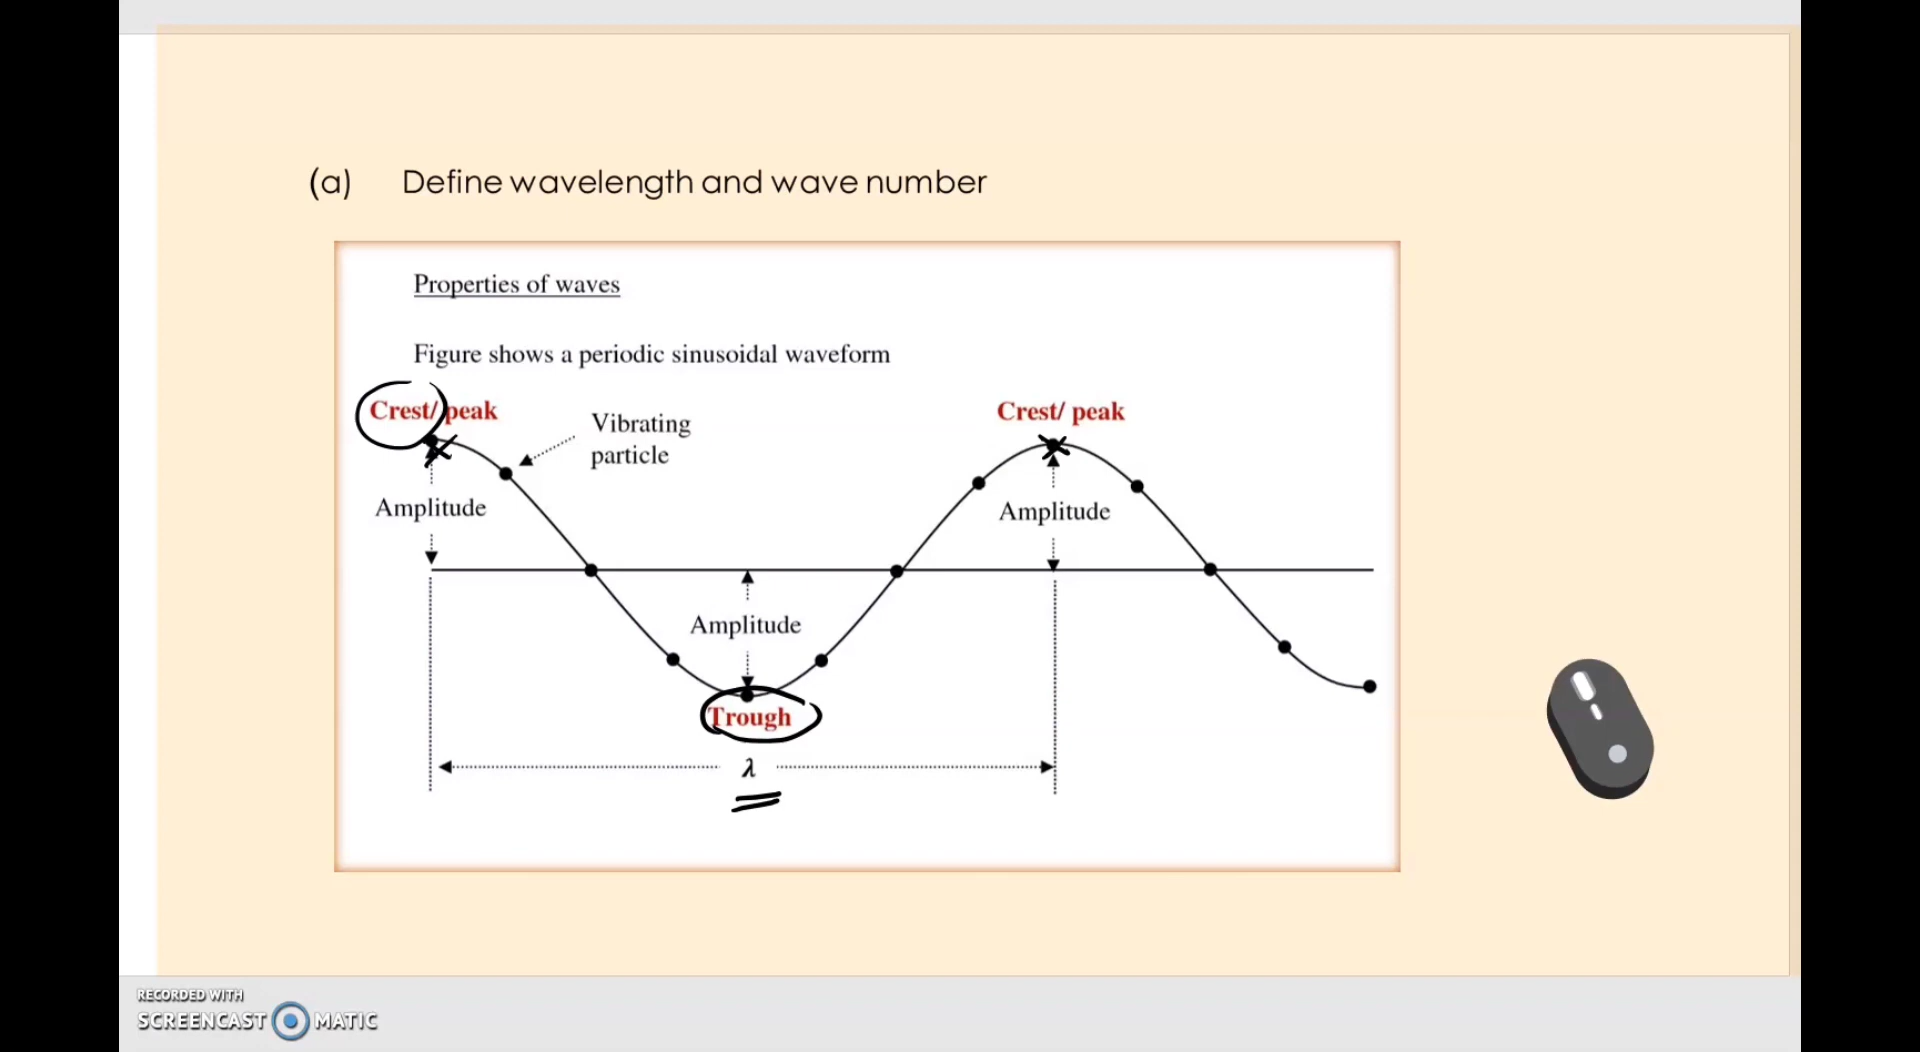 (a) Define wavelength and wave number
Properties of waves
Figure shows a periodic sinusoidal waveform
Crest/ peak
Vibrating
particle
Crest/ peak
Amplitude
Amplitude
Amplitude
Trough
λ
RECORDED WITH
SCREENCAST MATIC